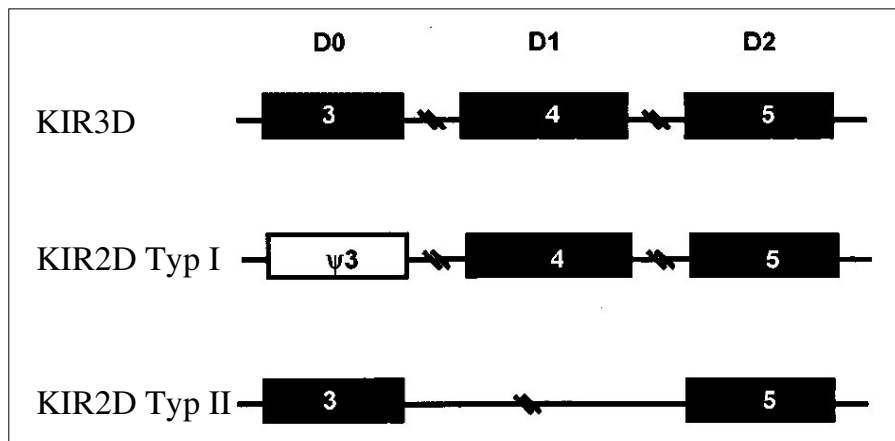 D0 D1 D2
KIR3D 3 4 5
KIR2D Typ I ψ3 4 5
KIR2D Typ II 3 5